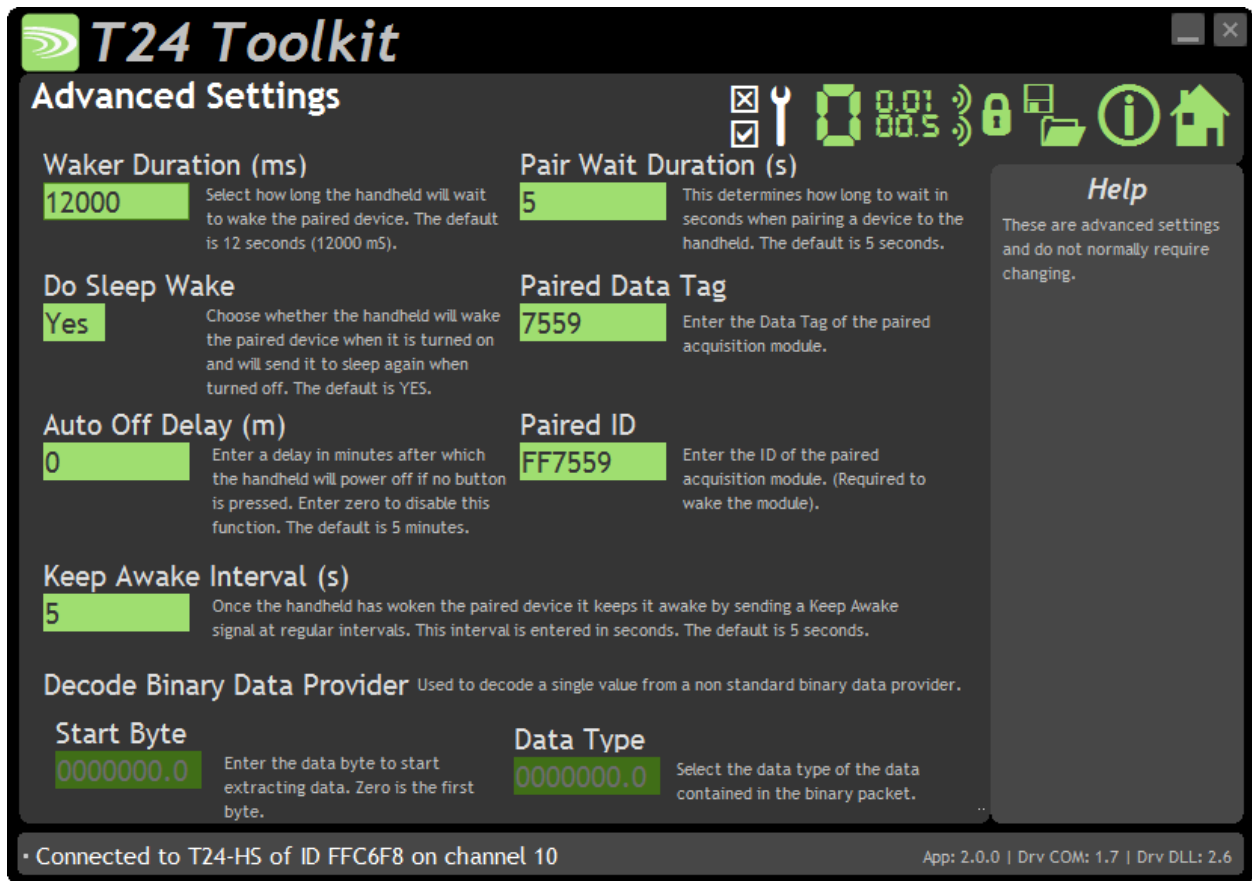 T24 Toolkit
Advanced Settings
0.01
00.5
Waker Duration (ms)
12000
Select how long the handheld will wait
to wake the paired device. The default
is 12 seconds (12000 mS).
Pair Wait Duration (s)
5
This determines how long to wait in
seconds when pairing a device to the
handheld. The default is 5 seconds.
Do Sleep Wake
Yes
Choose whether the handheld will wake
the paired device when it is turned on
and will send it to sleep again when
turned off. The default is YES.
Paired Data Tag
7559
Enter the Data Tag of the paired
acquisition module.
Auto Off Delay (m)
0
Enter a delay in minutes after which
the handheld will power off if no button
is pressed. Enter zero to disable this
function. The default is 5 minutes.
Paired ID
FF7559
Enter the ID of the paired
acquisition module. (Required to
wake the module).
Keep Awake Interval (s)
5
Once the handheld has woken the paired device it keeps it awake by sending a Keep Awake
signal at regular intervals. This interval is entered in seconds. The default is 5 seconds.
Decode Binary Data Provider Used to decode a single value from a non standard binary data provider.
Start Byte
0000000.0
Enter the data byte to start
extracting data. Zero is the first
byte.
Data Type
0000000.0
Select the data type of the data
contained in the binary packet.
Help
These are advanced settings
and do not normally require
changing.
Connected to T24-HS of ID FFC6F8 on channel 10
App: 2.0.0 | Drv COM: 1.7 | Drv DLL: 2.6